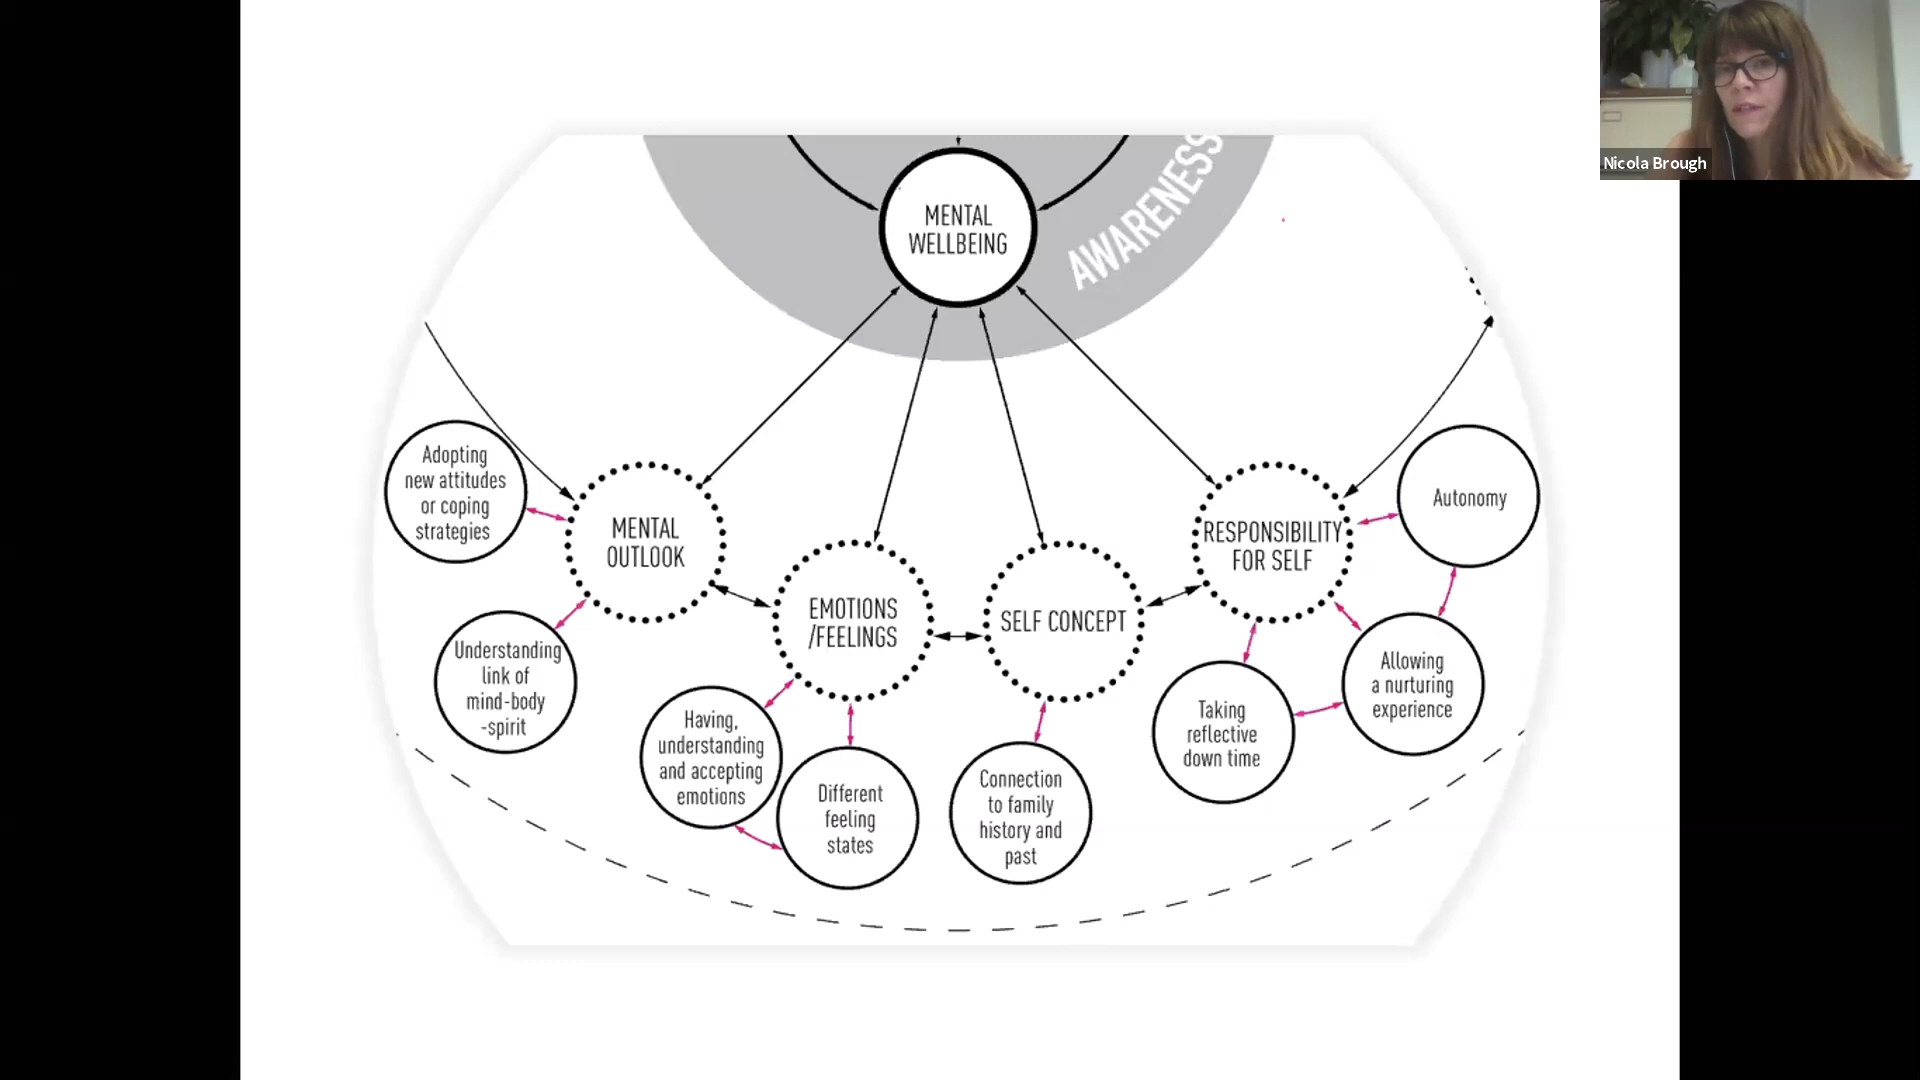 Nicola Brough
AWARENESS
MENTAL
WELLBEING
Adopting
new attitudes
or coping
strategies
MENTAL
OUTLOOK
Understanding
link of
mind-body
-spirit
EMOTIONS
/FEELINGS
Having,
understanding
and accepting
emotions
Different
feeling
states
SELF CONCEPT
Connection
to family
history and
past
RESPONSIBILITY
FOR SELF
Autonomy
Allowing
a nurturing
experience
Taking
reflective
down time